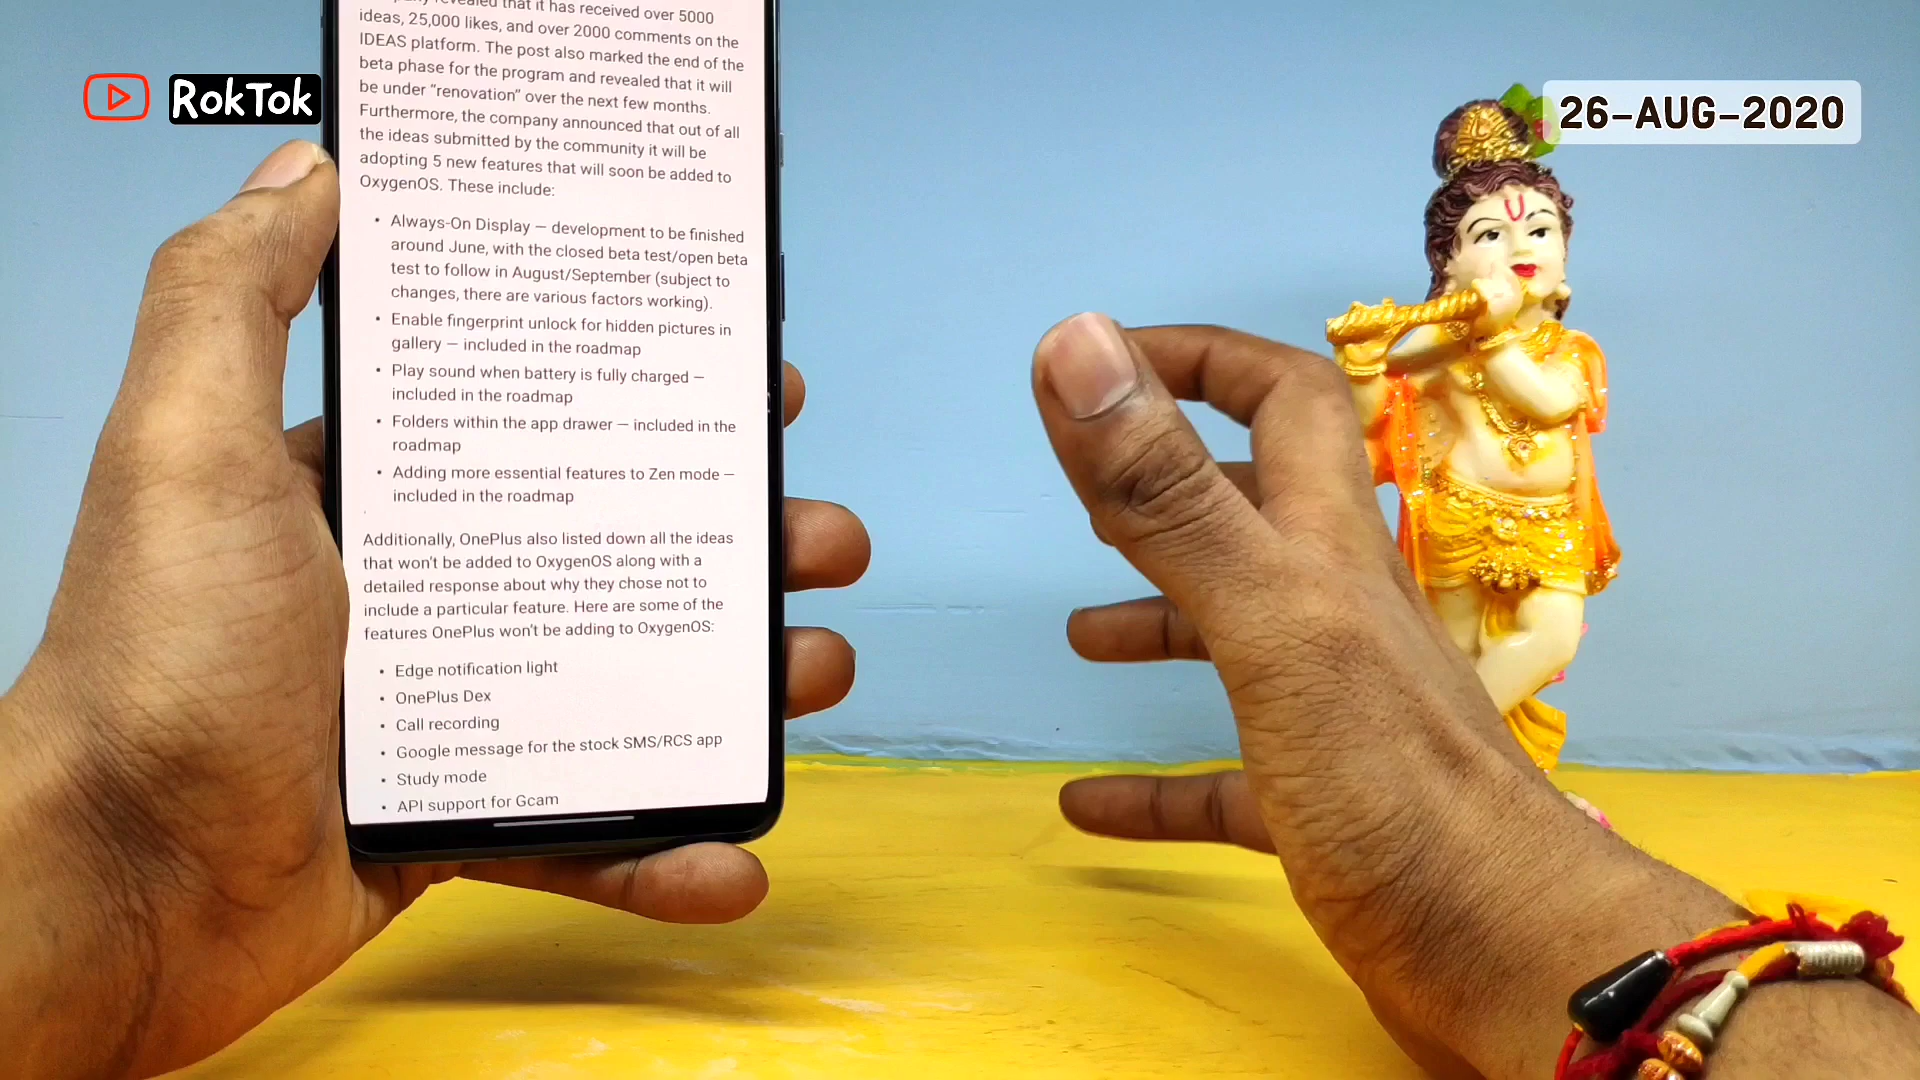 RokTok
26-AUG-2020
revealed that it has received over 5000
ideas, 25,000 likes, and over 2000 comments on the
IDEAS platform. The post also marked the end of the
beta phase for the program and revealed that it will
be under “renovation” over the next few months.
Furthermore, the company announced that out of all
the ideas submitted by the community it will be
adopting 5 new features that will soon be added to
OxygenOS. These include:
• Always-On Display — development to be finished
around June, with the closed beta test/open beta
test to follow in August/September (subject to
changes, there are various factors working).
• Enable fingerprint unlock for hidden pictures in
gallery — included in the roadmap
• Play sound when battery is fully charged —
included in the roadmap
• Folders within the app drawer — included in the
roadmap
• Adding more essential features to Zen mode —
included in the roadmap
Additionally, OnePlus also listed down all the ideas
that won't be added to OxygenOS along with a
detailed response about why they chose not to
include a particular feature. Here are some of the
features OnePlus won't be adding to OxygenOS:
• Edge notification light
• OnePlus Dex
• Call recording
• Google message for the stock SMS/RCS app
• Study mode
• API support for Gcam